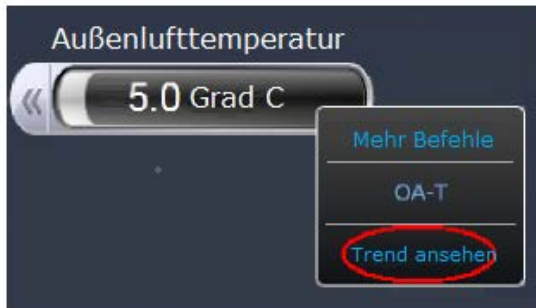 Außenlufttemperatur
5.0 Grad C
Mehr Befehle
OA-T
Trend ansehen